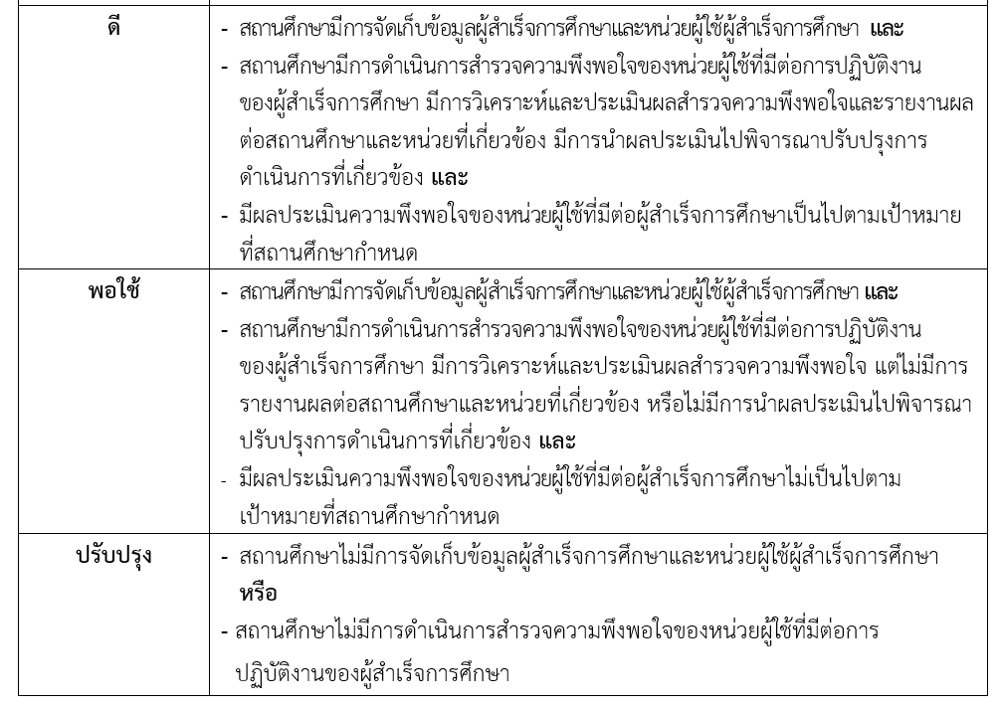 ดี
- สถานศึกษามีการจัดเก็บข้อมูลผู้สำเร็จการศึกษาและหน่วยผู้ใช้ผู้สำเร็จการศึกษา และ
- สถานศึกษามีการดำเนินการสำรวจความพึงพอใจของหน่วยผู้ใช้ที่มีต่อการปฏิบัติงาน
ของผู้สำเร็จการศึกษา มีการวิเคราะห์และประเมินผลสำรวจความพึงพอใจและรายงานผล
ต่อสถานศึกษาและหน่วยที่เกี่ยวข้อง มีการนำผลประเมินไปพิจารณาปรับปรุงการ
ดำเนินการที่เกี่ยวข้อง และ
- มีผลประเมินความพึงพอใจของหน่วยผู้ใช้ที่มีต่อผู้สำเร็จการศึกษาเป็นไปตามเป้าหมาย
ที่สถานศึกษากำหนด
พอใช้
- สถานศึกษามีการจัดเก็บข้อมูลผู้สำเร็จการศึกษาและหน่วยผู้ใช้ผู้สำเร็จการศึกษา และ
- สถานศึกษามีการดำเนินการสำรวจความพึงพอใจของหน่วยผู้ใช้ที่มีต่อการปฏิบัติงาน
ของผู้สำเร็จการศึกษา มีการวิเคราะห์และประเมินผลสำรวจความพึงพอใจ แต่ไม่มีการ
รายงานผลต่อสถานศึกษาและหน่วยที่เกี่ยวข้อง หรือไม่มีการนำผลประเมินไปพิจารณา
ปรับปรุงการดำเนินการที่เกี่ยวข้อง และ
- มีผลประเมินความพึงพอใจของหน่วยผู้ใช้ที่มีต่อผู้สำเร็จการศึกษาไม่เป็นไปตาม
เป้าหมายที่สถานศึกษากำหนด
ปรับปรุง
- สถานศึกษาไม่มีการจัดเก็บข้อมูลผู้สำเร็จการศึกษาและหน่วยผู้ใช้ผู้สำเร็จการศึกษา
หรือ
- สถานศึกษาไม่มีการดำเนินการสำรวจความพึงพอใจของหน่วยผู้ใช้ที่มีต่อการ
ปฏิบัติงานของผู้สำเร็จการศึกษา